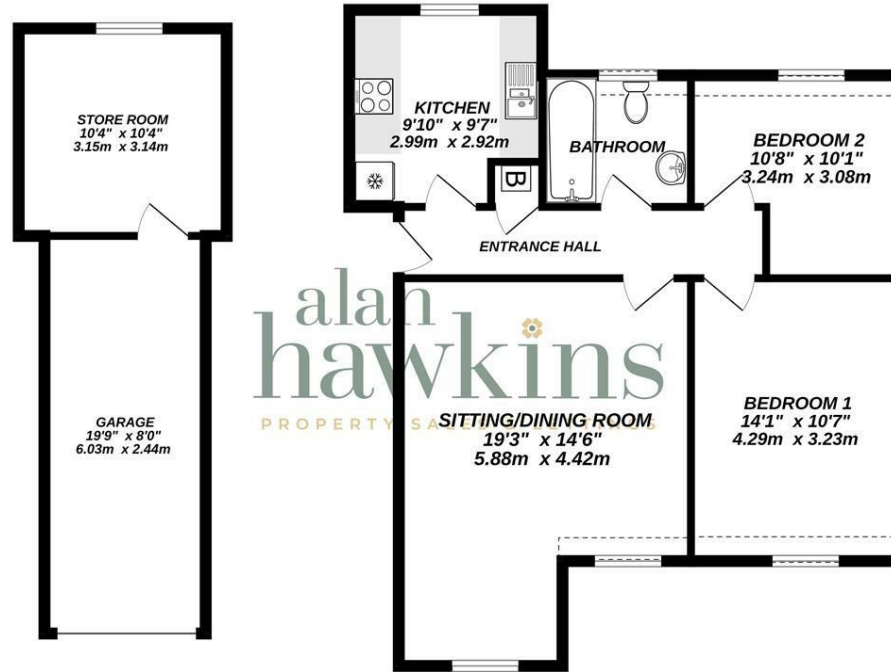 STORE ROOM
10'4" x 10'4"
3.15m x 3.14m
KITCHEN
9'10" x 9'7"
2.99m x 2.92m
B
BATHROOM
BEDROOM 2
10'8" x 10'1"
3.24m x 3.08m
ENTRANCE HALL
alan
hawkins
PROPERTY SALES
GARAGE
19'9" x 8'0"
6.03m x 2.44m
SITTING/DINING ROOM
19'3" x 14'6"
5.88m x 4.42m
BEDROOM 1
14'1" x 10'7"
4.29m x 3.23m